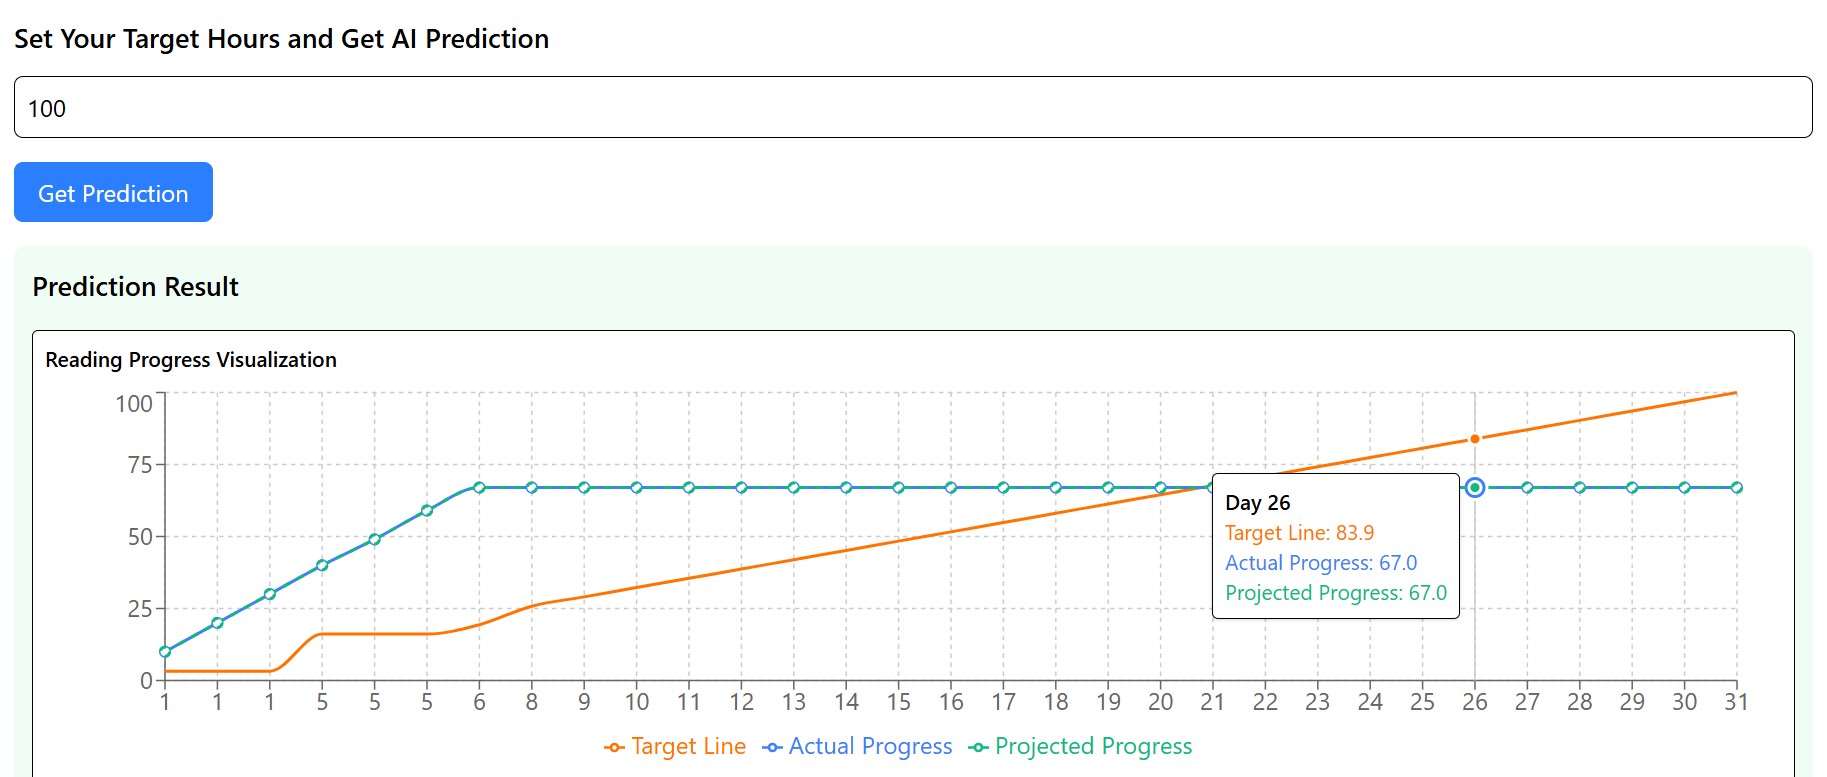 Set Your Target Hours and Get AI Prediction
100
Get Prediction
Prediction Result
Reading Progress Visualization
100
75
50
25
0
Day 26
Target Line: 83.9
Actual Progress: 67.0
Projected Progress: 67.0
1 1 1 5 5 5 6 8 9 10 11 12 13 14 15 16 17 18 19 20 21 22 23 24 25 26 27 28 29 30 31
Target Line Actual Progress Projected Progress